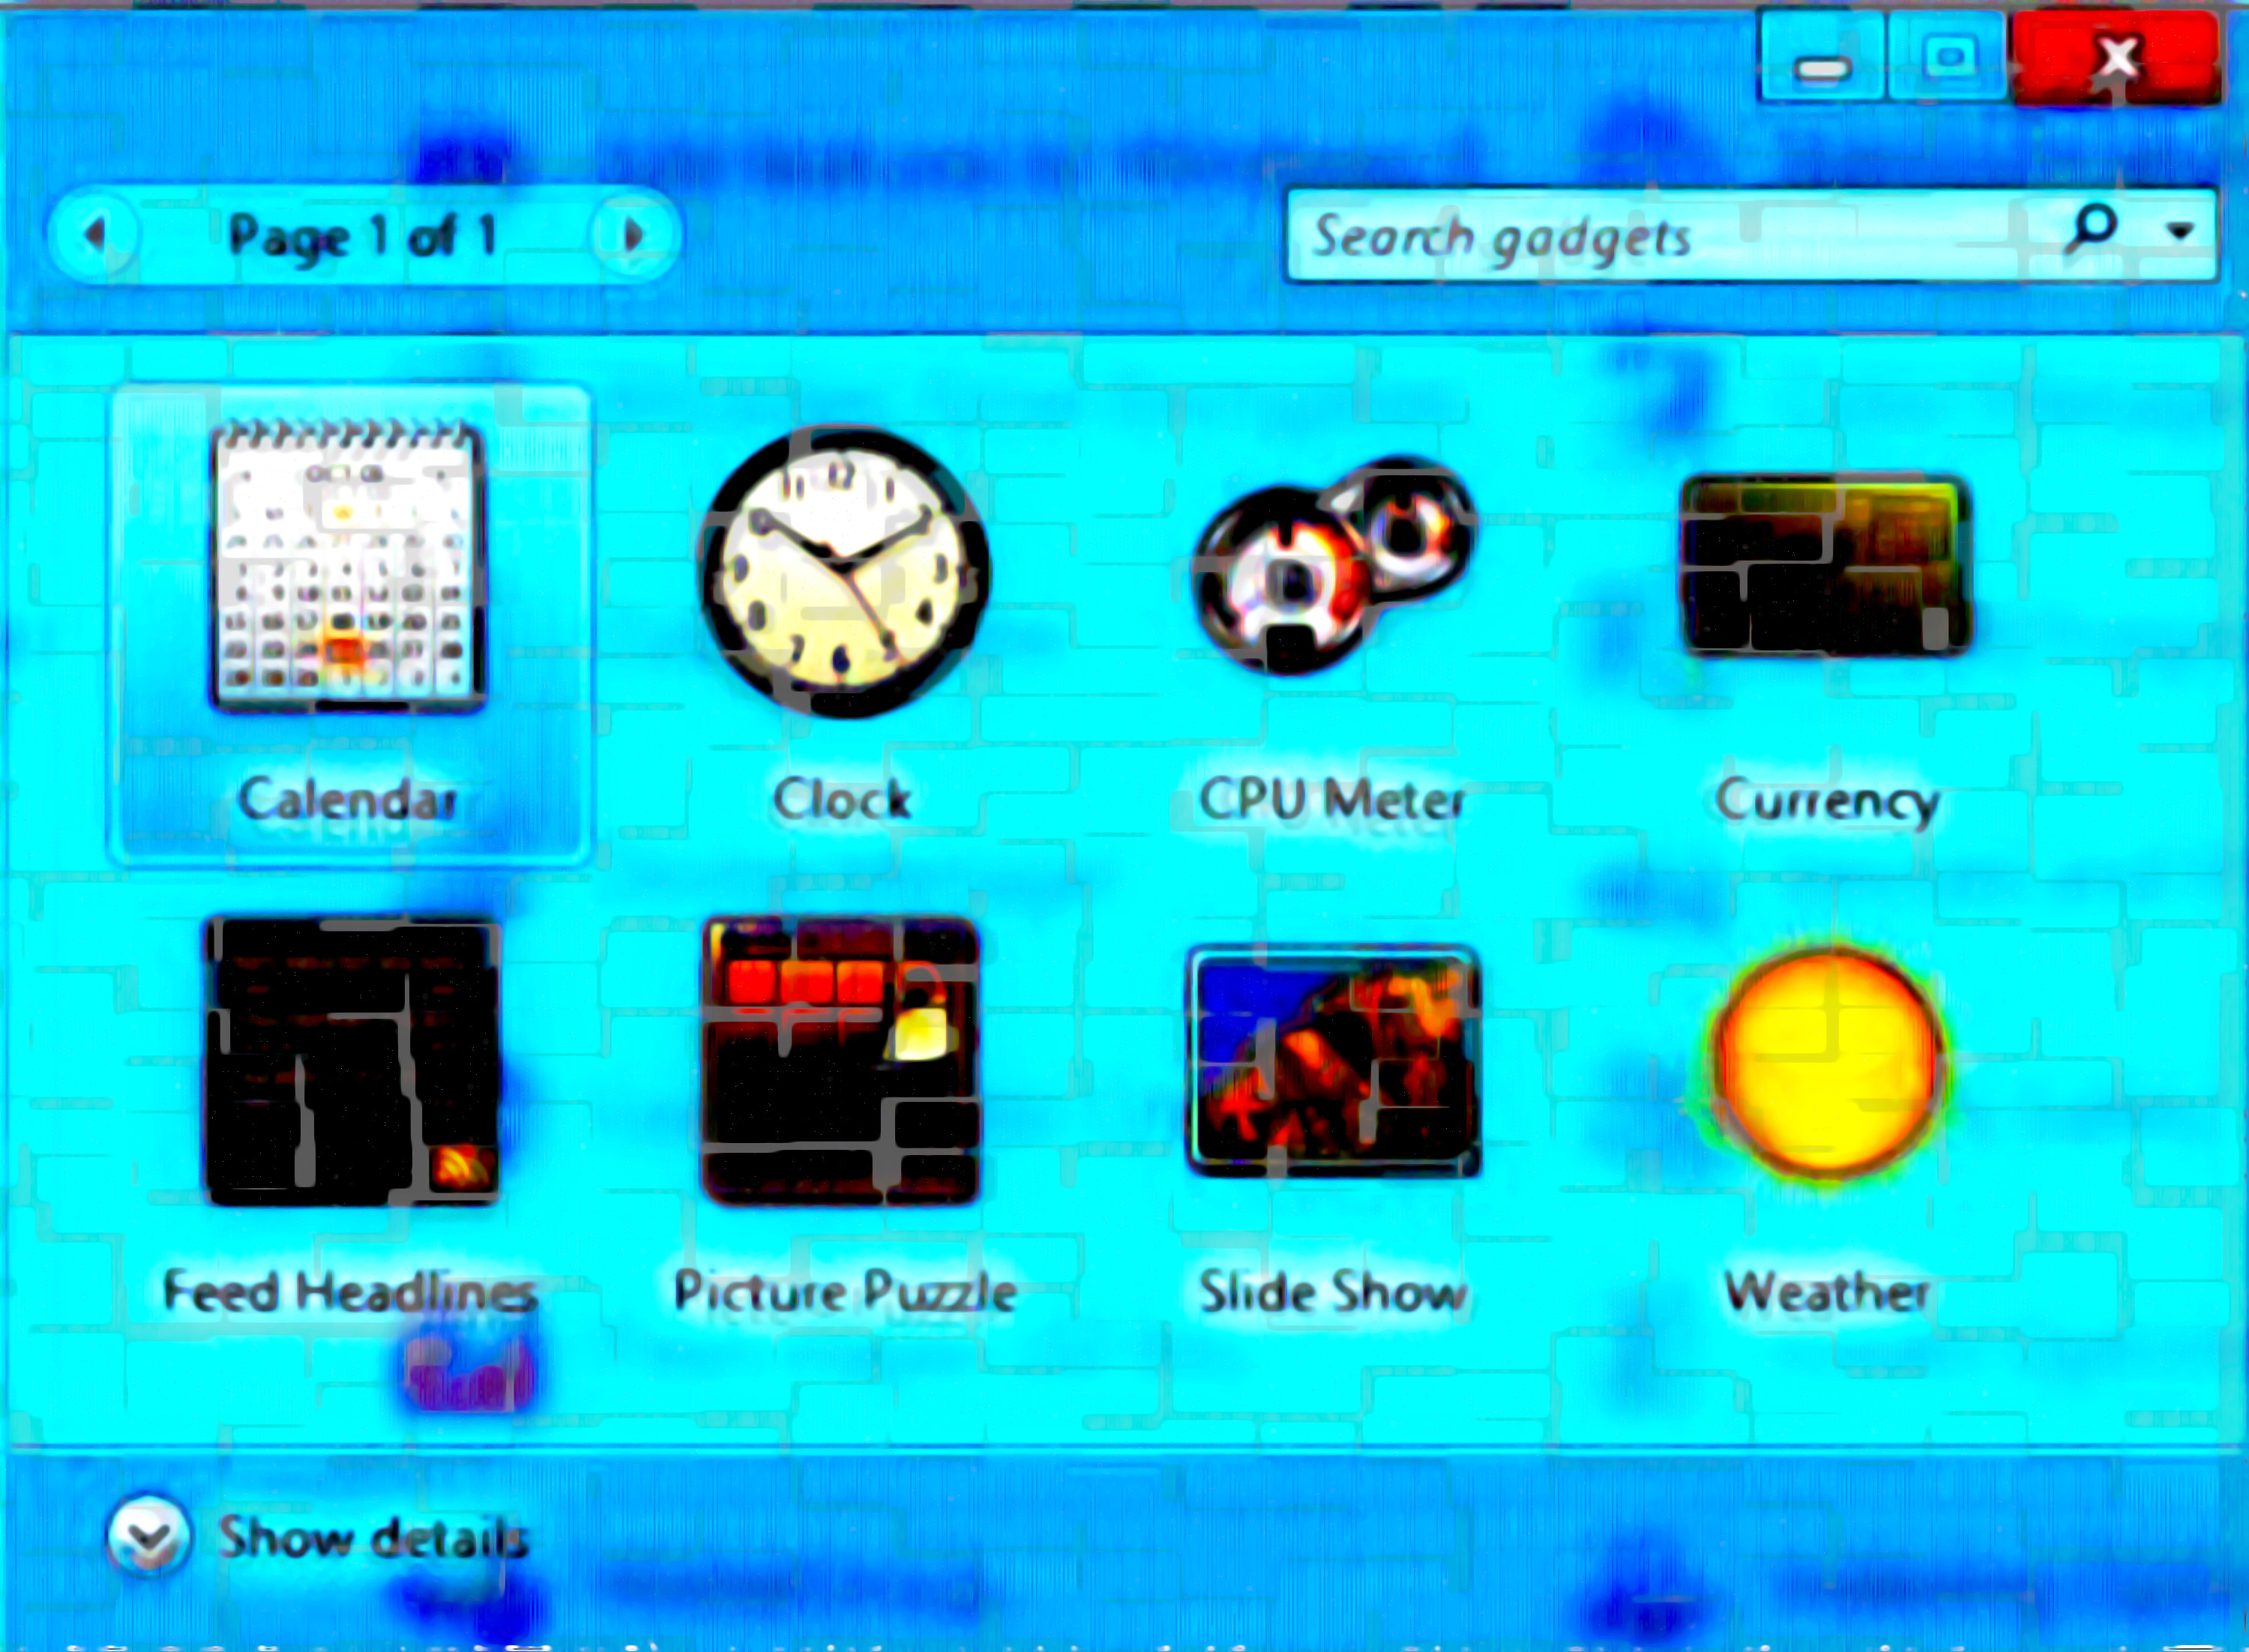 Page 1 of 1
Search gadgets
Calendar
Clock
CPU Meter
Currency
Feed Headlines
Picture Puzzle
Slide Show
Weather
Show details